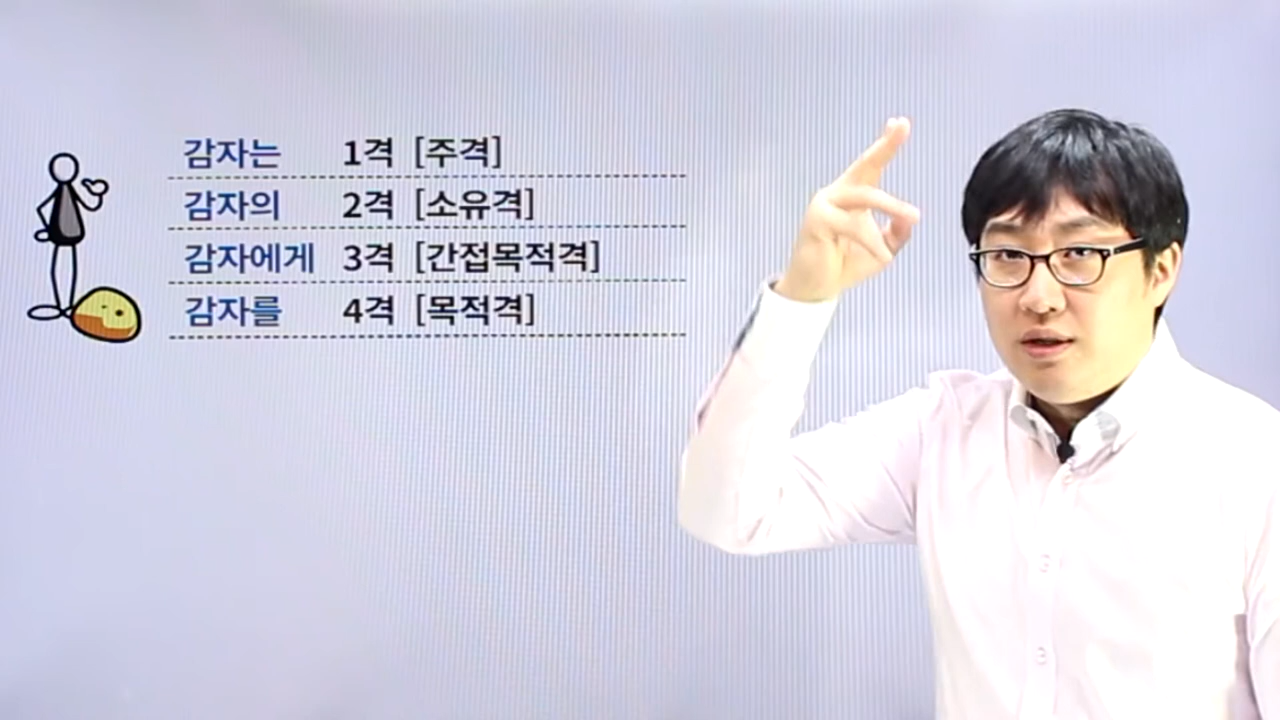 감자는 1격 [주격]
감자의 2격 [소유격]
감자에게 3격 [간접목적격]
감자를 4격 [목적격]